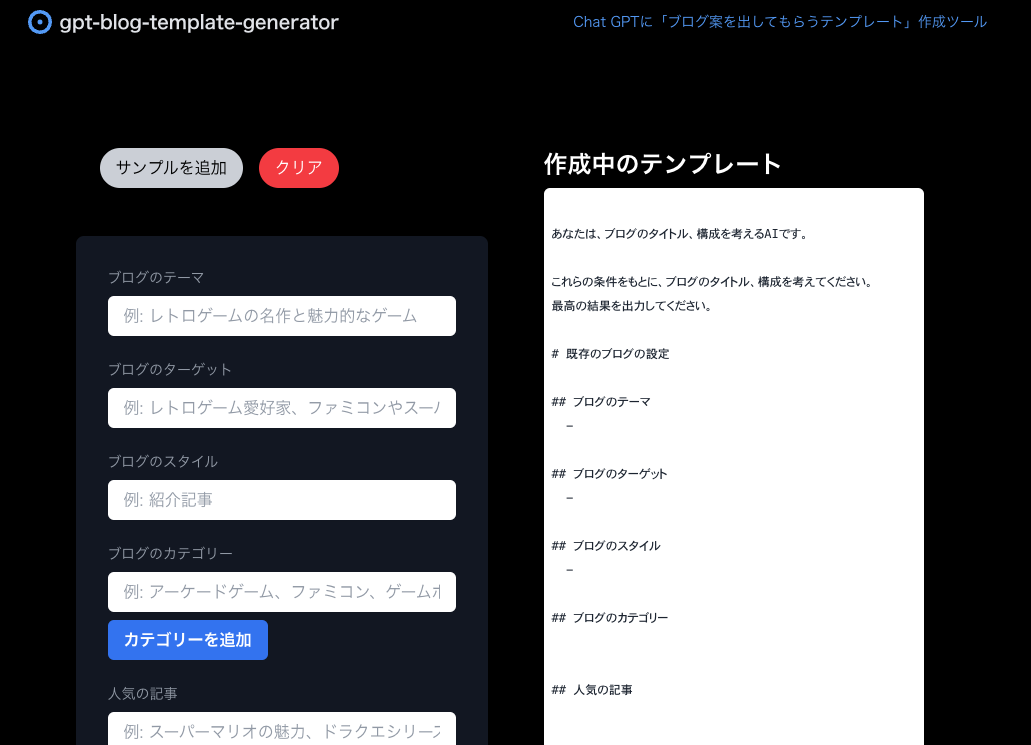 gpt-blog-template-generator
Chat GPTに「ブログ案を出してもらうテンプレート」作成ツール
サンプルを追加
クリア
ブログのテーマ
例: レトロゲームの名作と魅力的なゲーム
ブログのターゲット
例: レトロゲーム愛好家、ファミコンやスーパ
ブログのスタイル
例: 紹介記事
ブログのカテゴリー
例: アーケードゲーム、ファミコン、ゲームボ
カテゴリーを追加
人気の記事
例: スーパーマリオの魅力、ドラクエシリーズ
作成中のテンプレート
あなたは、ブログのタイトル、構成を考えるAIです。
これらの条件をもとに、ブログのタイトル、構成を考えてください。
最高の結果を出力してください。
# 既存のブログの設定
## ブログのテーマ
-
## ブログのターゲット
-
## ブログのスタイル
-
## ブログのカテゴリー
## 人気の記事